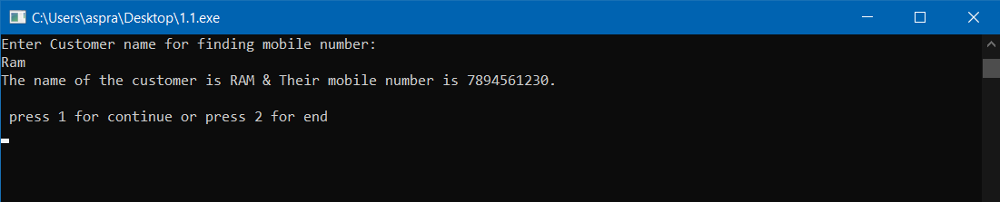 C:\Users\aspra\Desktop\1.1.exe
Enter Customer name for finding mobile number:
Ram
The name of the customer is RAM & Their mobile number is 7894561230.
press 1 for continue or press 2 for end